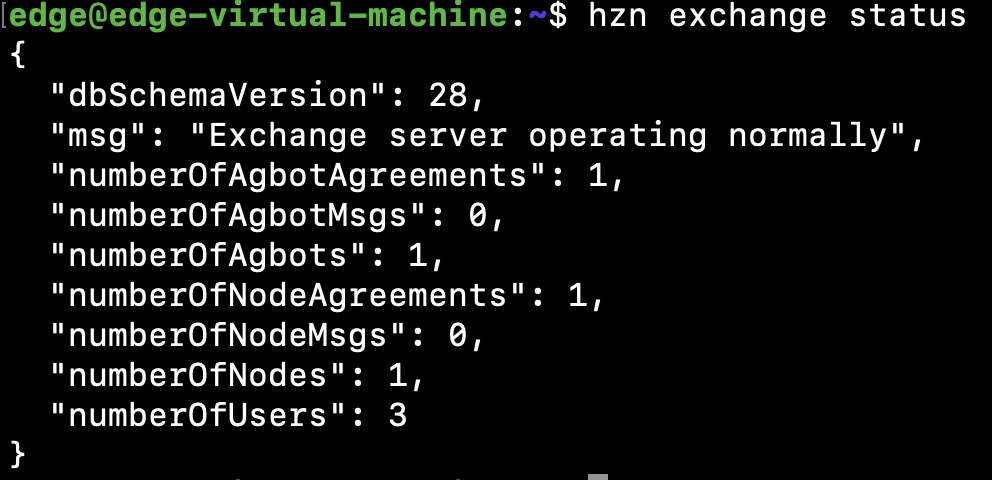 [edge@edge-virtual-machine:~$ hzn exchange status
{
  "dbSchemaVersion": 28,
  "msg": "Exchange server operating normally",
  "numberOfAgbotAgreements": 1,
  "numberOfAgbotMsgs": 0,
  "numberOfAgbots": 1,
  "numberOfNodeAgreements": 1,
  "numberOfNodeMsgs": 0,
  "numberOfNodes": 1,
  "numberOfUsers": 3
}